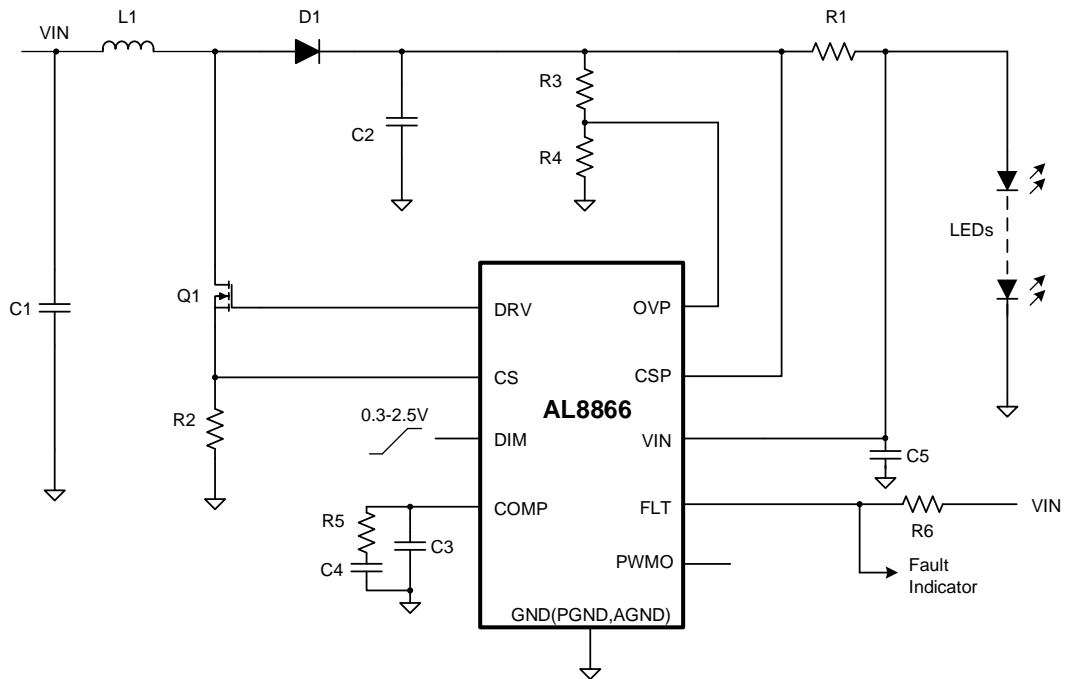 VIN
L1
D1
R1
R3
C2
R4
LEDs
C1
Q1
DRV
OVP
CS
CSP
AL8866
R2
0.3-2.5V
DIM
VIN
C5
COMP
FLT
VIN
R5
C3
R6
C4
PWMO
Fault
Indicator
GND(PGND,AGND)